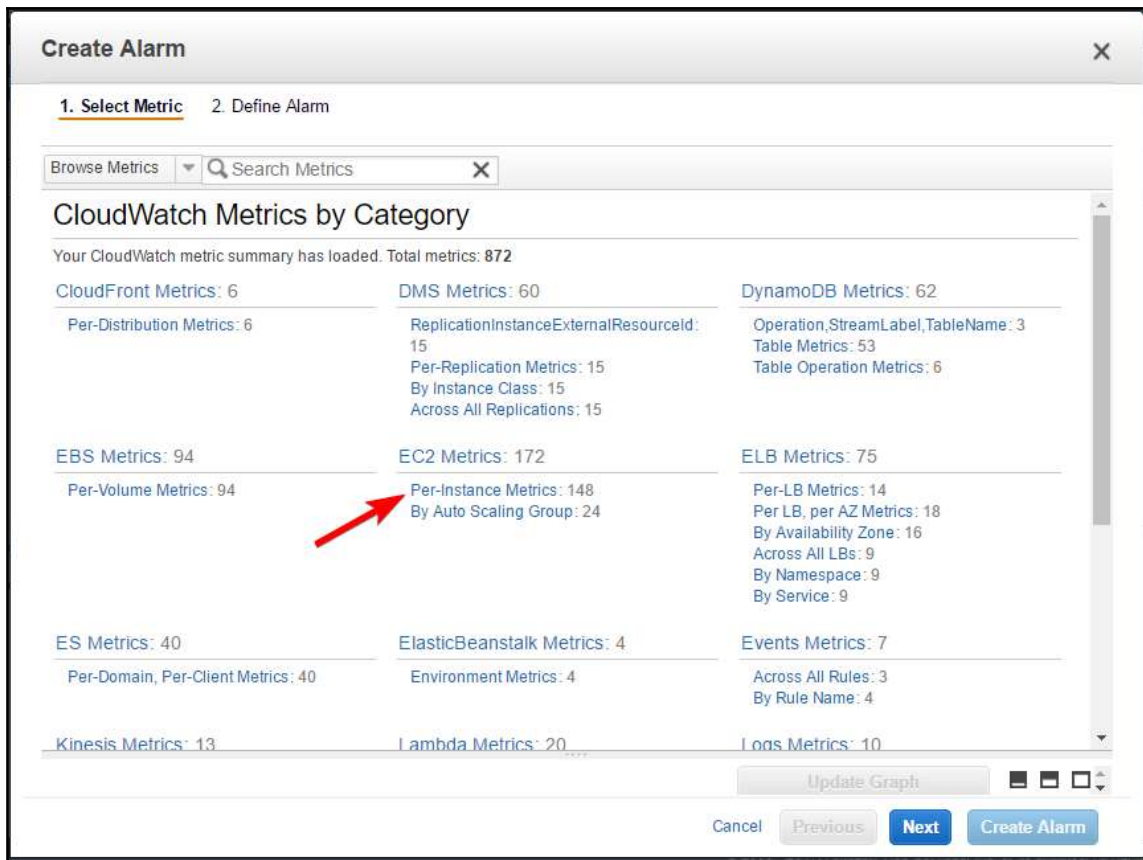 Create Alarm
1. Select Metric 2. Define Alarm
Browse Metrics Search Metrics
CloudWatch Metrics by Category
Your CloudWatch metric summary has loaded. Total metrics: 872
CloudFront Metrics: 6
Per-Distribution Metrics: 6
DMS Metrics: 60
ReplicationInstanceExternalResourceId:
15
Per-Replication Metrics: 15
By Instance Class: 15
Across All Replications: 15
DynamoDB Metrics: 62
Operation,StreamLabel,TableName: 3
Table Metrics: 53
Table Operation Metrics: 6
EBS Metrics: 94
Per-Volume Metrics: 94
EC2 Metrics: 172
Per-Instance Metrics: 148
By Auto Scaling Group: 24
ELB Metrics: 75
Per-LB Metrics: 14
Per LB, per AZ Metrics: 18
By Availability Zone: 16
Across All LBs: 9
By Namespace: 9
By Service: 9
ES Metrics: 40
Per-Domain, Per-Client Metrics: 40
ElasticBeanstalk Metrics: 4
Environment Metrics: 4
Events Metrics: 7
Across All Rules: 3
By Rule Name: 4
Kinesis Metrics: 13
Lambda Metrics: 20
Logs Metrics: 10
Update Graph
Cancel Previous Next Create Alarm